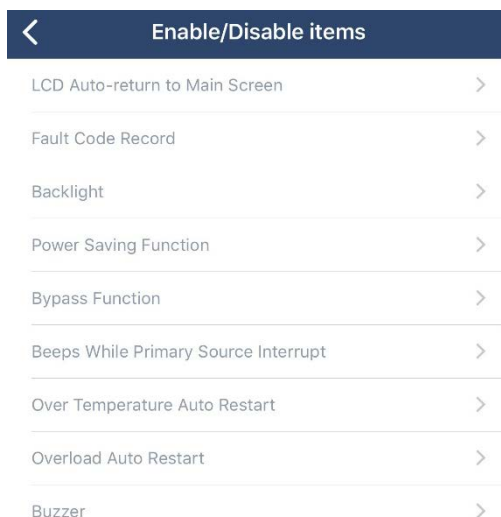 Enable/Disable items
LCD Auto-return to Main Screen
Fault Code Record
Backlight
Power Saving Function
Bypass Function
Beeps While Primary Source Interrupt
Over Temperature Auto Restart
Overload Auto Restart
Buzzer